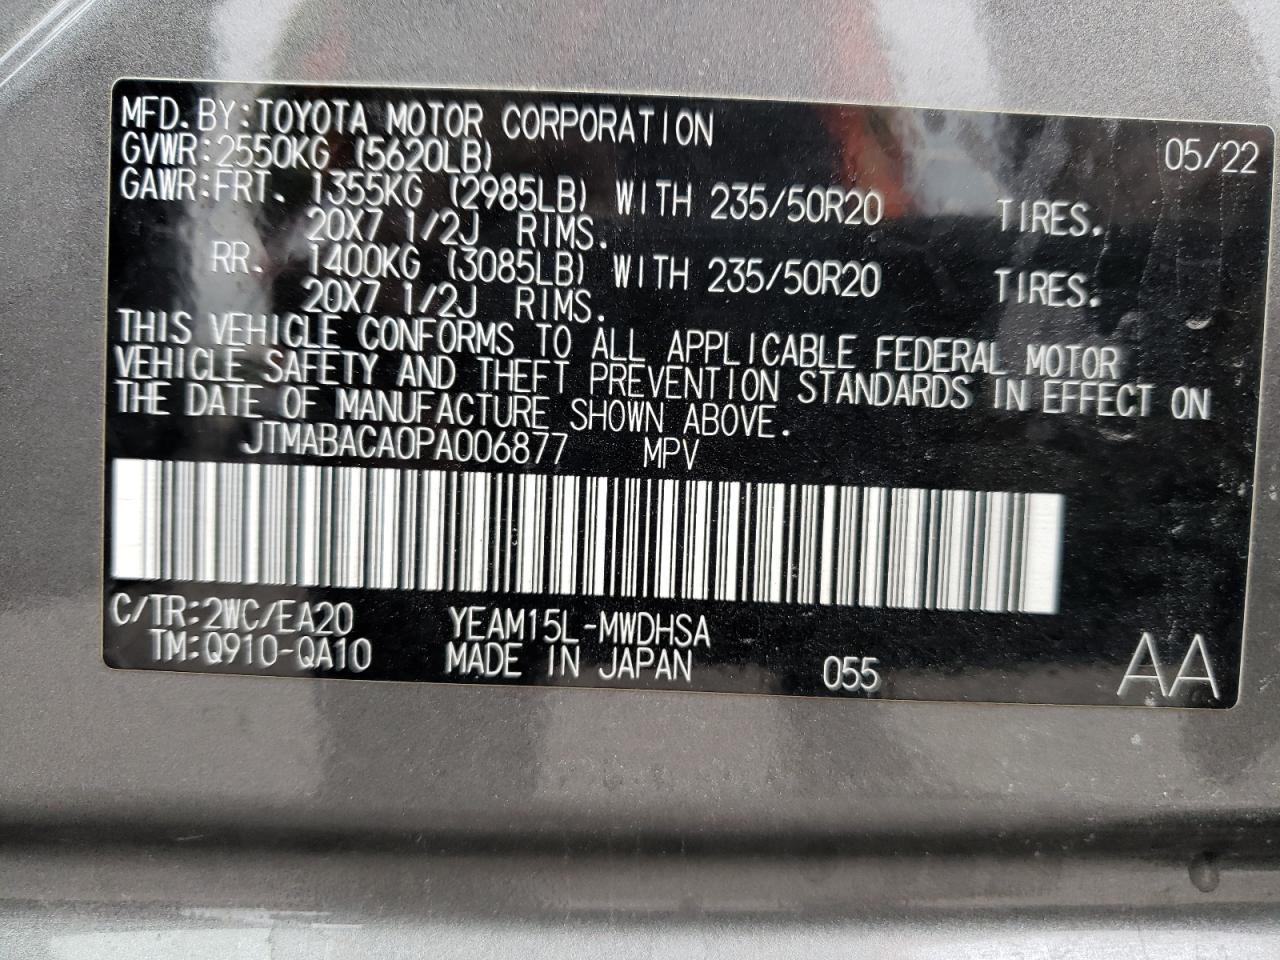 MFD.BY:TOYOTA MOTOR CORPORATION 05/22
GVWR:2550KG (5620LB)
GAWR:FRT. 1355KG (2985LB) WITH 235/50R20 TIRES.
20X7 1/2J RIMS.
RR. 1400KG (3085LB) WITH 235/50R20 TIRES.
20X7 1/2J RIMS.
THIS VEHICLE CONFORMS TO ALL APPLICABLE FEDERAL MOTOR
VEHICLE SAFETY AND THEFT PREVENTION STANDARDS IN EFFECT ON
THE DATE OF MANUFACTURE SHOWN ABOVE.
JTMABACA0PA006877 MPV
C/TR:2WC/EA20 YEAM15L-MWDHSA
TM:Q910-QA10 MADE IN JAPAN 055 AA